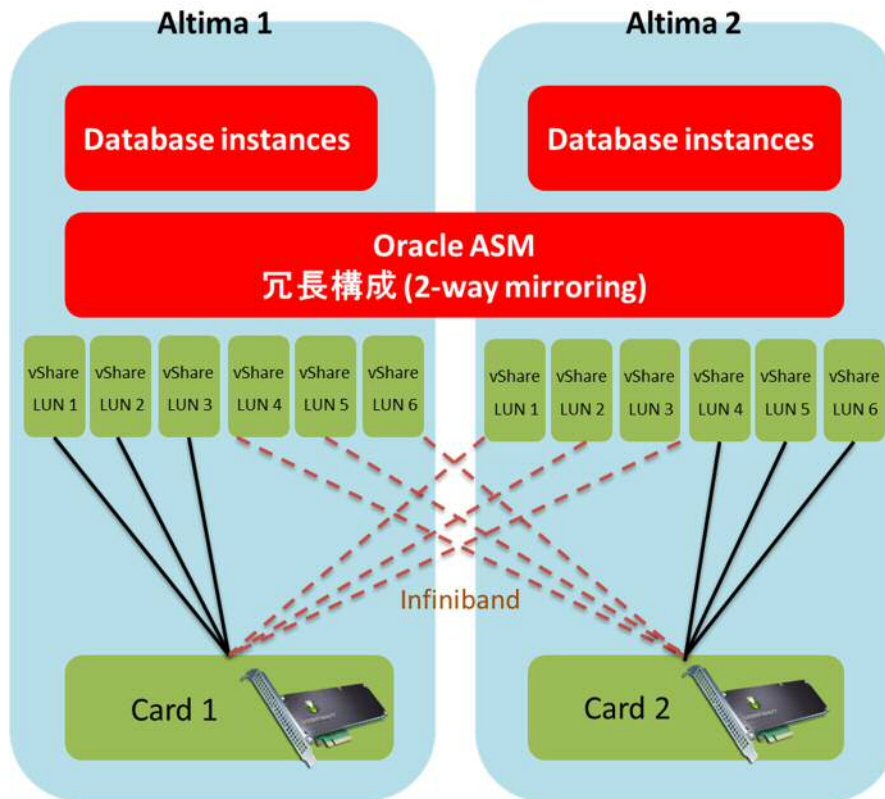 Altima 1
Altima 2
Database instances
Database instances
Oracle ASM
冗長構成 (2-way mirroring)
vShare
LUN 1
vShare
LUN 2
vShare
LUN 3
vShare
LUN 4
vShare
LUN 5
vShare
LUN 6
vShare
LUN 1
vShare
LUN 2
vShare
LUN 3
vShare
LUN 4
vShare
LUN 5
vShare
LUN 6
Infiniband
Card 1
Card 2